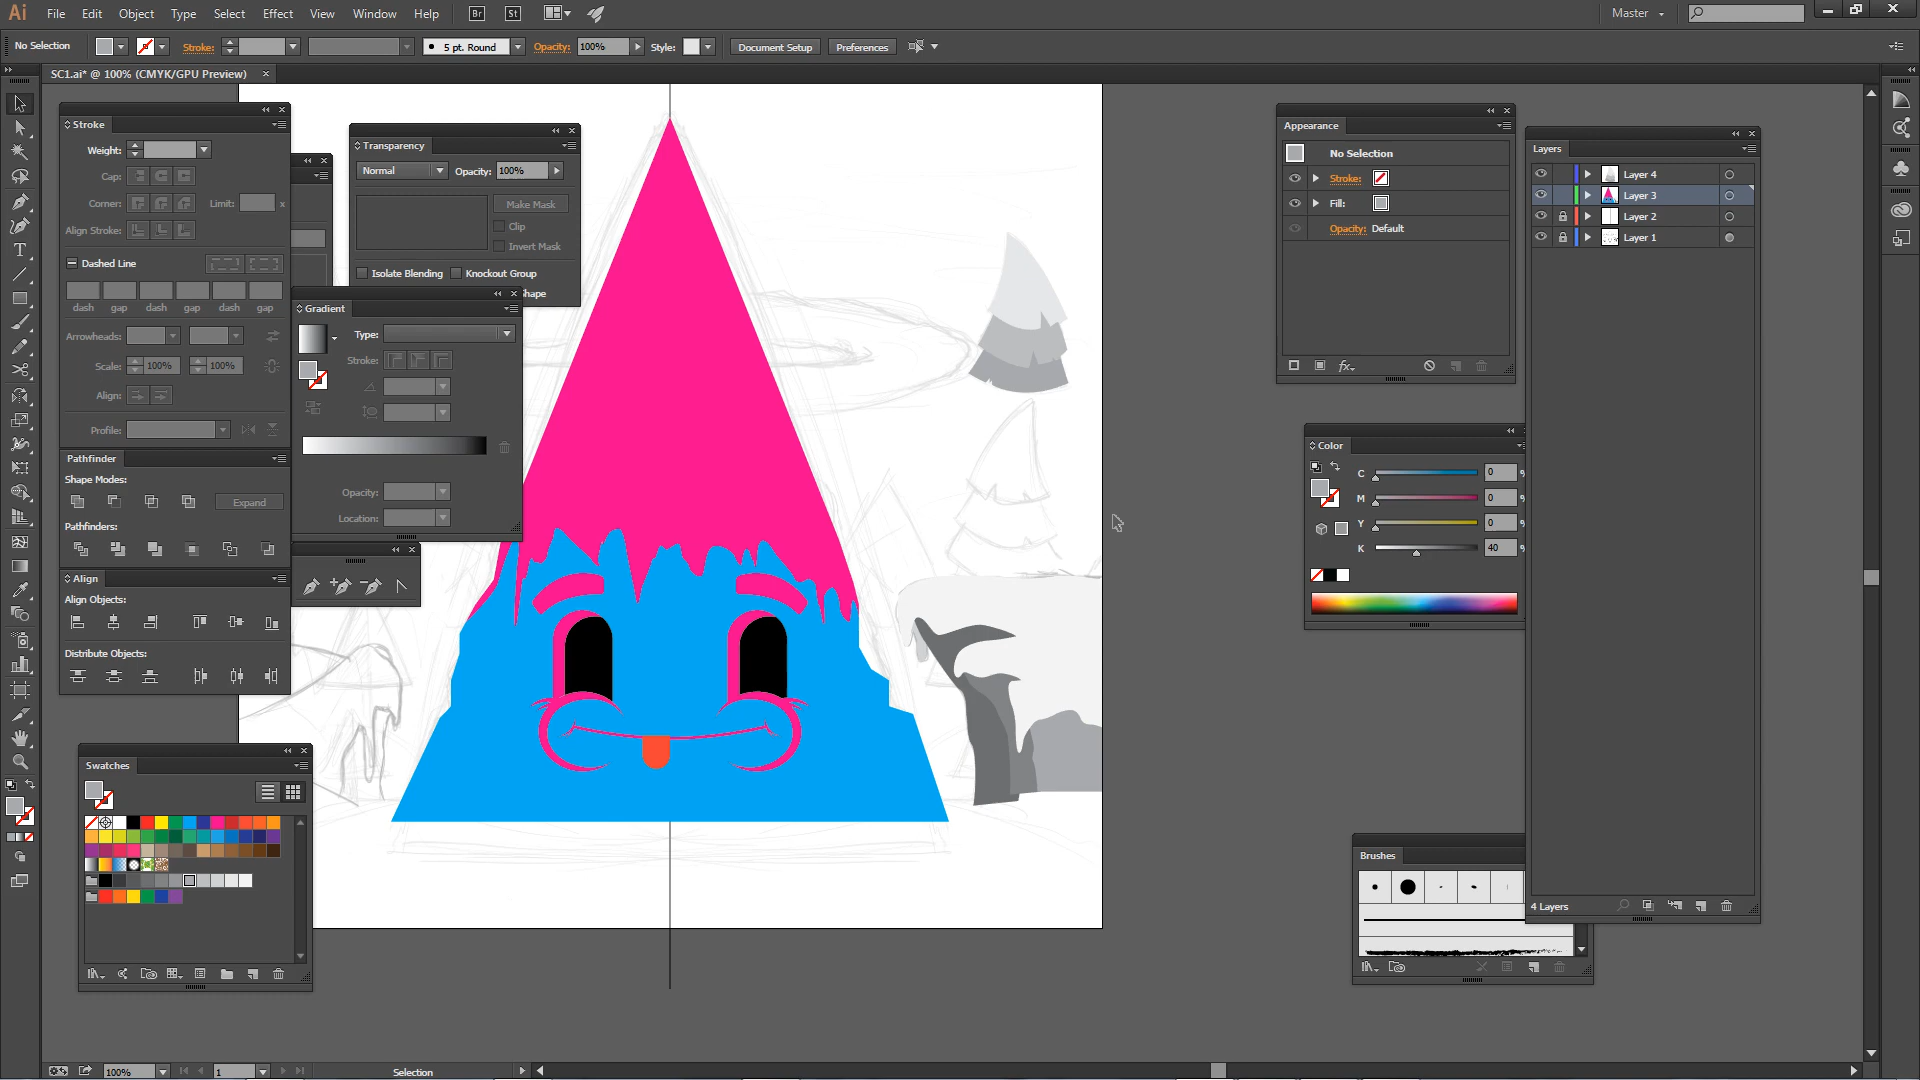 Ai File Edit Object Type Select Effect View Window Help Br St Master
No Selection Stroke: 5 pt. Round Opacity: 100% Style: Document Setup Preferences
SC1.ai* @ 100% (CMYK/GPU Preview)
Stroke
Weight:
Cap:
Corner: Limit: x
Align Stroke:
Dashed Line
dash gap dash gap dash gap
Arrowheads:
Scale: 100% 100%
Align:
Profile:
Pathfinder
Shape Modes:
Expand
Pathfinders:
Align
Align Objects:
Distribute Objects:
Transparency
Normal Opacity: 100%
Make Mask
Clip
Invert Mask
Isolate Blending Knockout Group
Shape
Gradient
Type:
Stroke:
Opacity:
Location:
Swatches
Appearance
No Selection
Stroke:
Fill:
Opacity: Default
fx
Color
C 0 %
M 0 %
Y 0 %
K 40 %
Layers
Layer 4
Layer 3
Layer 2
Layer 1
4 Layers
Brushes
100% 1 Selection